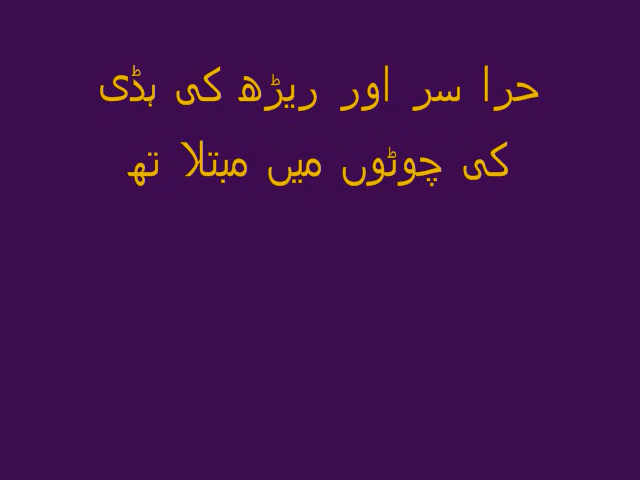 حرا سر اور ریڑھ کی ہڈی
کی چوٹوں میں مبتلا تھ